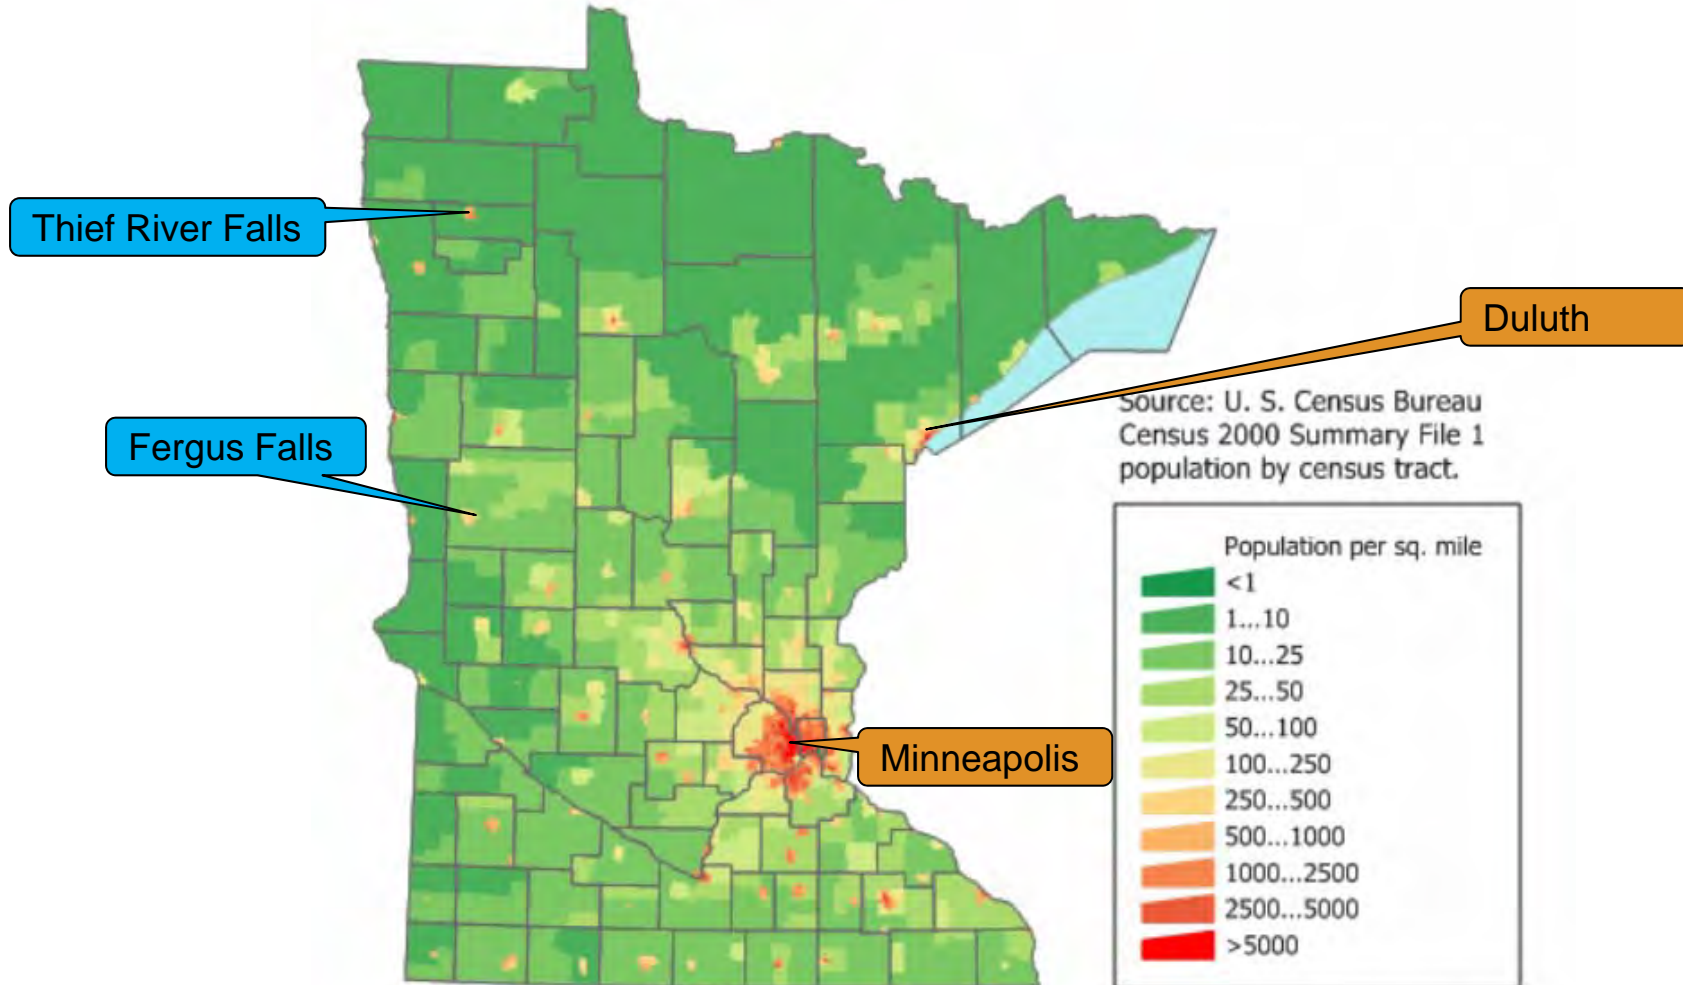 Thief River Falls
Duluth
Fergus Falls
Source: U. S. Census Bureau
Census 2000 Summary File 1
population by census tract.
Population per sq. mile
<1
1...10
10...25
25...50
50...100
100...250
250...500
500...1000
1000...2500
2500...5000
>5000
Minneapolis